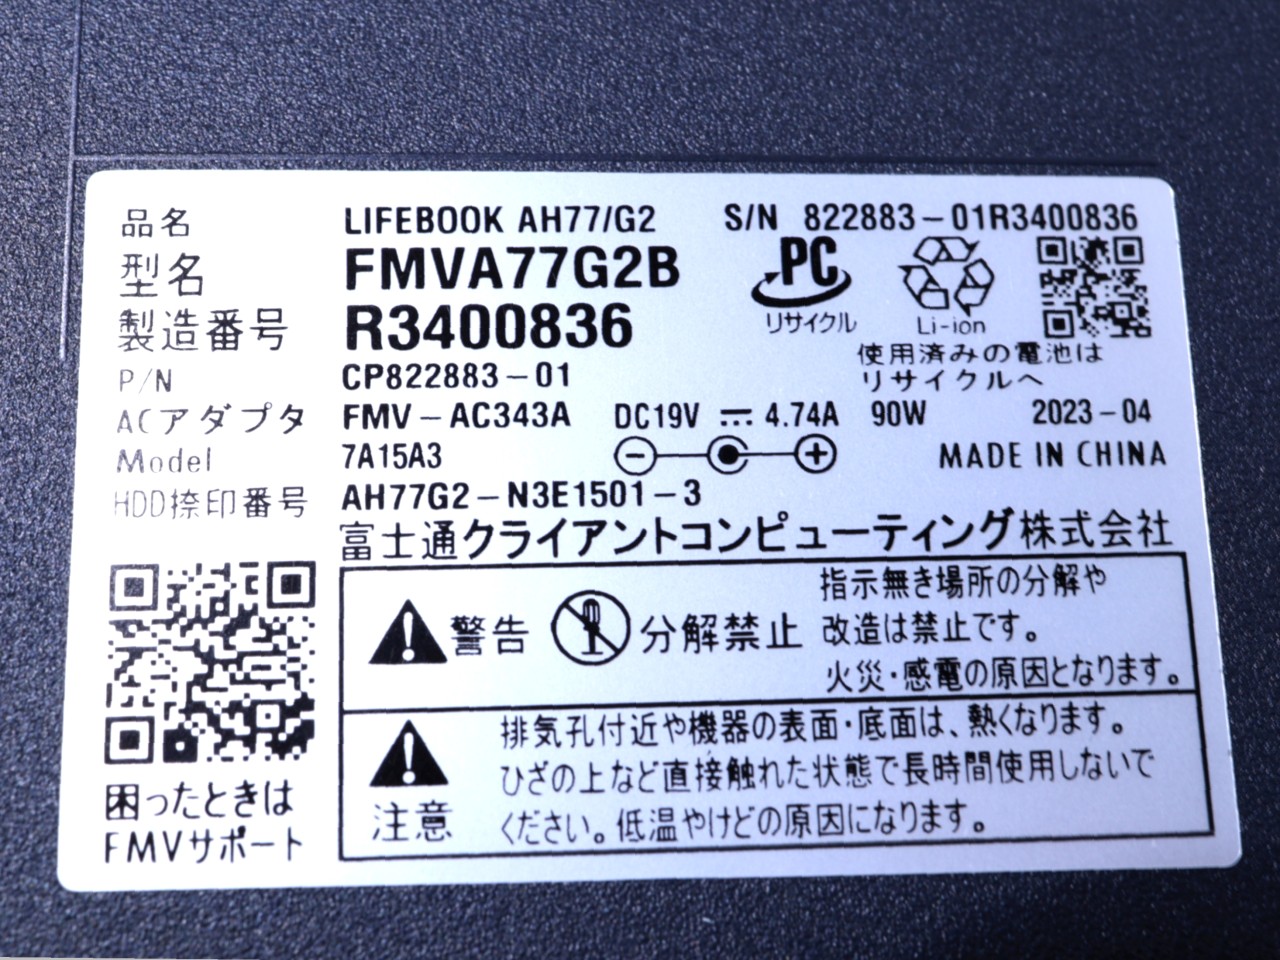 品名 LIFEBOOK AH77/G2 S/N 822883-01R3400836
型名 FMVA77G2B
製造番号 R3400836
PC
リサイクル
Li-ion
使用済みの電池は
リサイクルへ
P/N CP822883-01
ACアダプタ FMV-AC343A DC19V ⎓ 4.74A 90W 2023-04
Model 7A15A3 MADE IN CHINA
HDD捺印番号 AH77G2-N3E1501-3
富士通クライアントコンピューティング株式会社
困ったときは
FMVサポート
警告 分解禁止
指示無き場所の分解や
改造は禁止です。
火災・感電の原因となります。
注意
排気孔付近や機器の表面・底面は、熱くなります。
ひざの上など直接触れた状態で長時間使用しないで
ください。低温やけどの原因になります。